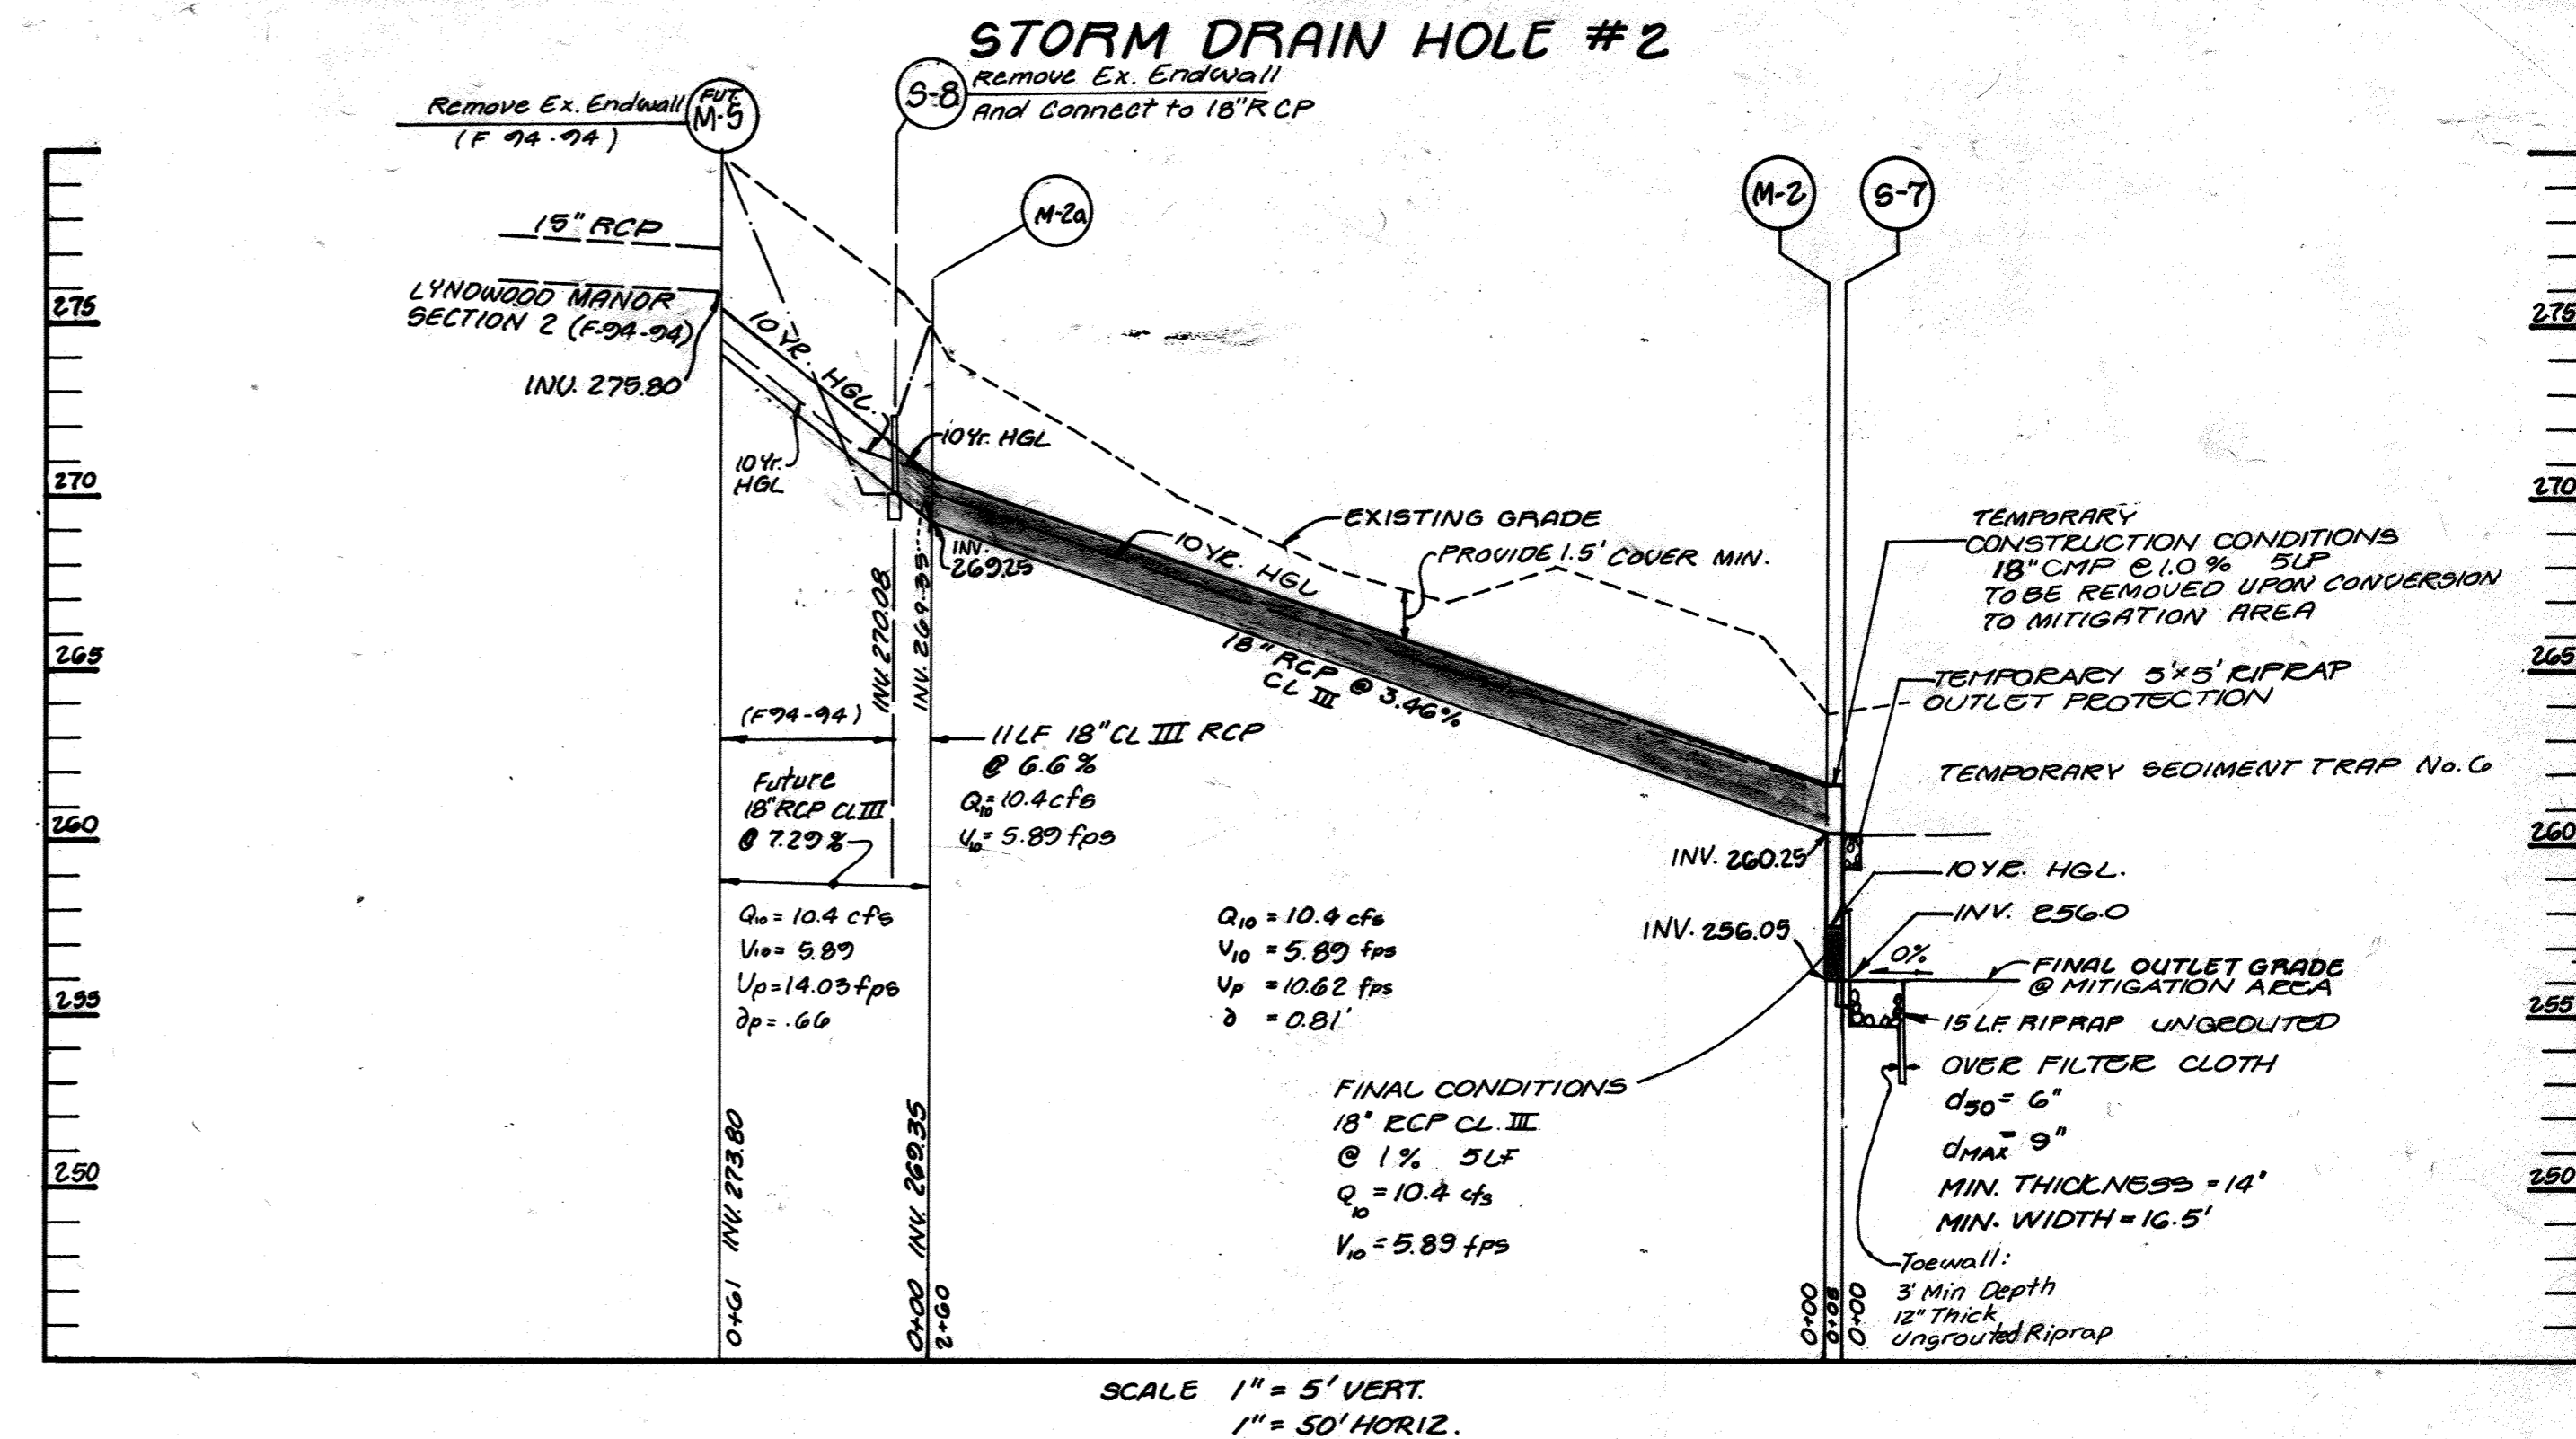 STORM DRAIN HOLE #2
Remove Ex. Endwall
(F 94-94)
FUT.
M-5
S-8
Remove Ex. Endwall
And Connect to 18" RCP
M-2a
M-2
S-7
15" RCP
LYNDWOOD MANOR
SECTION 2 (F-94-94)
INV. 275.80
10 YR. HGL.
10 Yr.
HGL
10 Yr. HGL
INV.
269.25
INV. 270.08
INV. 269.35
EXISTING GRADE
PROVIDE 1.5' COVER MIN.
10 YR. HGL
18" RCP @ 3.46%
CL III
275
270
265
260
255
250
275
270
265
260
255
250
TEMPORARY
CONSTRUCTION CONDITIONS
18" CMP @ 1.0% 5LF
TO BE REMOVED UPON CONVERSION
TO MITIGATION AREA
TEMPORARY 5'x5' RIPRAP
OUTLET PROTECTION
TEMPORARY SEDIMENT TRAP No. 6
(F94-94)
11 LF 18" CL III RCP
@ 6.6%
Q10= 10.4 cfs
V10= 5.89 fps
Future
18" RCP CL III
@ 7.29%
Q10 = 10.4 cfs
V10 = 5.89
Vp = 14.03 fps
∂p = .66
Q10 = 10.4 cfs
V10 = 5.89 fps
Vp = 10.62 fps
∂ = 0.81'
INV. 260.25
10 YR. HGL.
INV. 256.0
INV. 256.05
0%
FINAL OUTLET GRADE
@ MITIGATION AREA
15 LF. RIPRAP UNGROUTED
OVER FILTER CLOTH
d50 = 6"
dMAX = 9"
MIN. THICKNESS = 14"
MIN. WIDTH = 16.5'
FINAL CONDITIONS
18" RCP CL. III
@ 1% 5LF
Q10 = 10.4 cfs
V10 = 5.89 fps
Toewall:
3' Min Depth
12" Thick
Ungrouted Riprap
0+61 INV. 273.80
0+00 INV. 269.35
2+60
0+00
0+05
0+00
SCALE 1" = 5' VERT.
1" = 50' HORIZ.